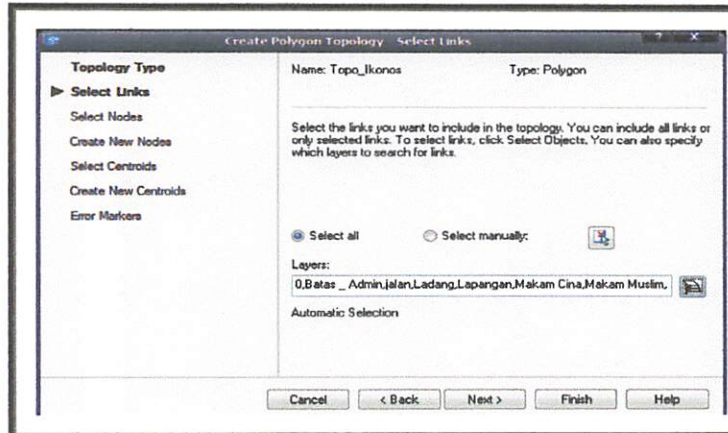 Create Polygon Topology Select Links
Topology Type
Select Links
Select Nodes
Create New Nodes
Select Centroids
Create New Centroids
Error Markers
Name: Topo_Ikonos
Type: Polygon
Select the links you want to include in the topology. You can include all links or
only selected links. To select links, click Select Objects. You can also specify
which layers to search for links.
Select all
Select manually:
Layers:
0,Batas _ Admin,jalan,Ladang,Lapangan,Makam Cina,Makam Muslim,
Automatic Selection
Cancel
< Back
Next >
Finish
Help